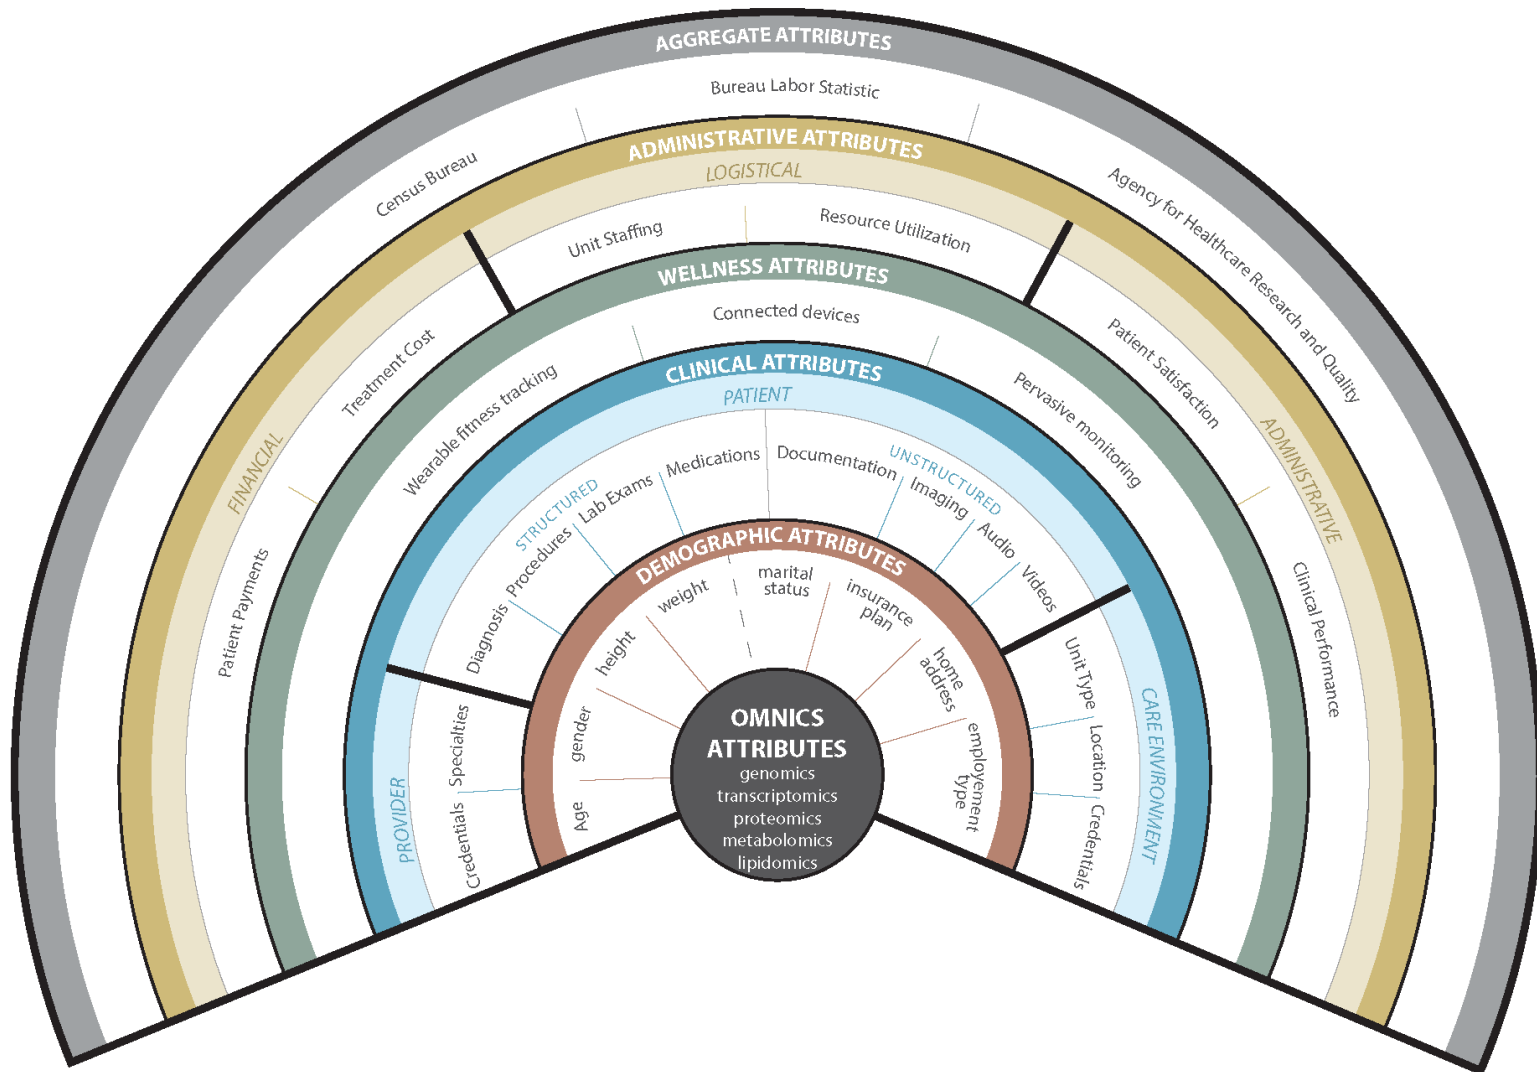 AGGREGATE ATTRIBUTES
Census Bureau
Bureau Labor Statistic
Agency for Healthcare Research and Quality
ADMINISTRATIVE ATTRIBUTES
FINANCIAL
LOGISTICAL
ADMINISTRATIVE
Patient Payments
Treatment Cost
Unit Staffing
Resource Utilization
Patient Satisfaction
Clinical Performance
WELLNESS ATTRIBUTES
Wearable fitness tracking
Connected devices
Pervasive monitoring
CLINICAL ATTRIBUTES
PROVIDER
PATIENT
CARE ENVIRONMENT
Credentials
Specialties
STRUCTURED
Diagnosis
Procedures
Lab Exams
Medications
UNSTRUCTURED
Documentation
Imaging
Audio
Videos
Unit Type
Location
Credentials
DEMOGRAPHIC ATTRIBUTES
Age
gender
height
weight
marital
status
insurance
plan
home
address
employement
type
OMNICS
ATTRIBUTES
genomics
transcriptomics
proteomics
metabolomics
lipidomics